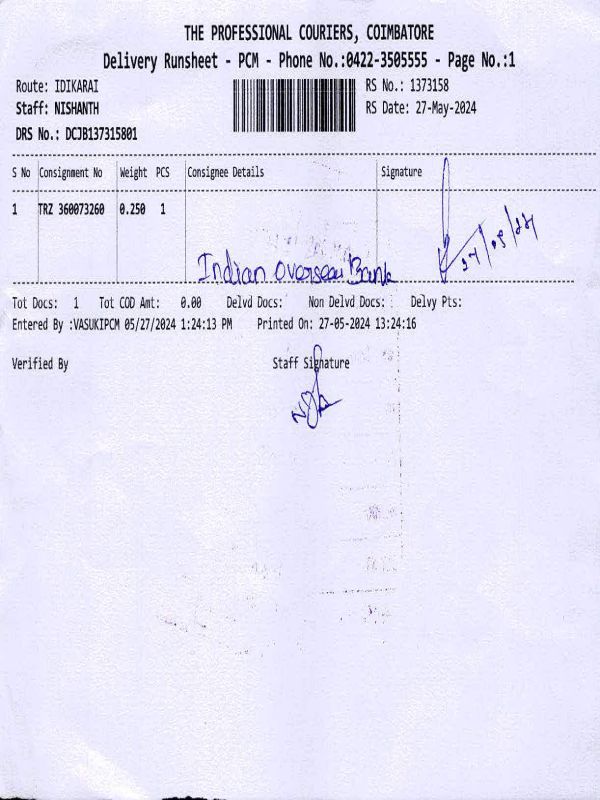 THE PROFESSIONAL COURIERS, COIMBATORE
Delivery Runsheet - PCM - Phone No.:0422-3505555 - Page No.:1
Route: IDIKARAI RS No.: 1373158
Staff: NISHANTH RS Date: 27-May-2024
DRS No.: DCJB137315801
S No Consignment No Weight PCS Consignee Details Signature
1 TRZ 360073260 0.250 1
Indian Overseas Bank 27/05/24
Tot Docs: 1 Tot COD Amt: 0.00 Delvd Docs: Non Delvd Docs: Delvy Pts:
Entered By :VASUKIPCM 05/27/2024 1:24:13 PM Printed On: 27-05-2024 13:24:16
Verified By Staff Signature